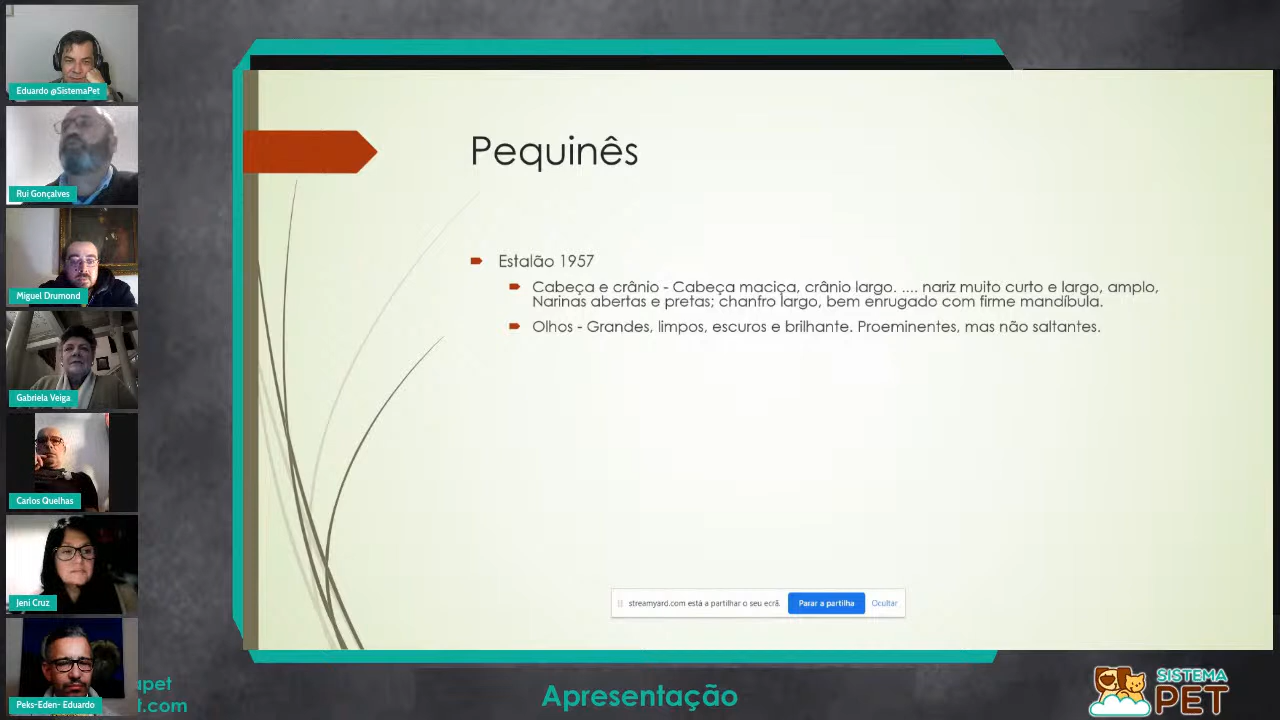 Eduardo @SistemaPet
Rui Gonçalves
Miguel Drumond
Gabriela Veiga
Carlos Quelhas
Jeni Cruz
Peks-Eden- Eduardo
Pequinês
Estalão 1957
Cabeça e crânio - Cabeça maciça, crânio largo. .... nariz muito curto e largo, amplo,
Narinas abertas e pretas; chanfro largo, bem enrugado com firme mandíbula.
Olhos - Grandes, limpos, escuros e brilhante. Proeminentes, mas não saltantes.
streamyard.com está a partilhar o seu ecrã.
Parar a partilha
Ocultar
apet
t.com
Apresentação
SISTEMA
PET